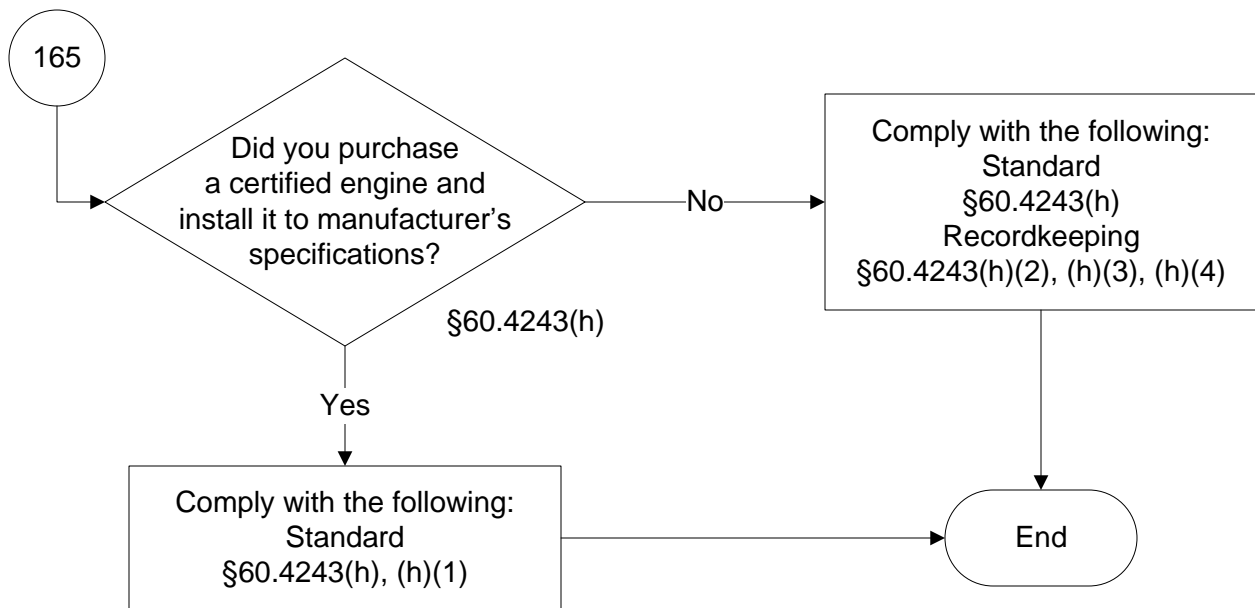 165
Did you purchase
a certified engine and
install it to manufacturer's
specifications?
§60.4243(h)
No
Comply with the following:
Standard
§60.4243(h)
Recordkeeping
§60.4243(h)(2), (h)(3), (h)(4)
Yes
Comply with the following:
Standard
§60.4243(h), (h)(1)
End